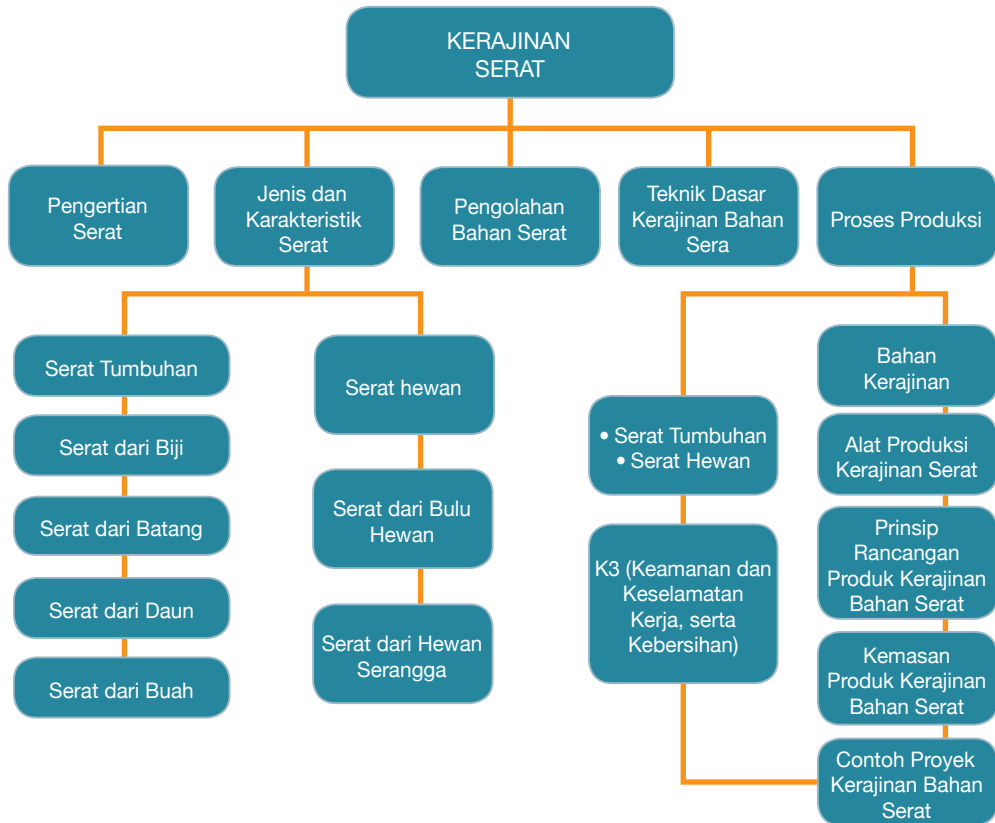 KERAJINAN
SERAT
Pengertian
Serat
Jenis dan
Karakteristik
Serat
Pengolahan
Bahan Serat
Teknik Dasar
Kerajinan Bahan
Sera
Proses Produksi
Serat Tumbuhan
Serat dari Biji
Serat dari Batang
Serat dari Daun
Serat dari Buah
Serat hewan
Serat dari Bulu
Hewan
Serat dari Hewan
Serangga
• Serat Tumbuhan
• Serat Hewan
K3 (Keamanan dan
Keselamatan
Kerja, serta
Kebersihan)
Bahan
Kerajinan
Alat Produksi
Kerajinan Serat
Prinsip
Rancangan
Produk Kerajinan
Bahan Serat
Kemasan
Produk Kerajinan
Bahan Serat
Contoh Proyek
Kerajinan Bahan
Serat